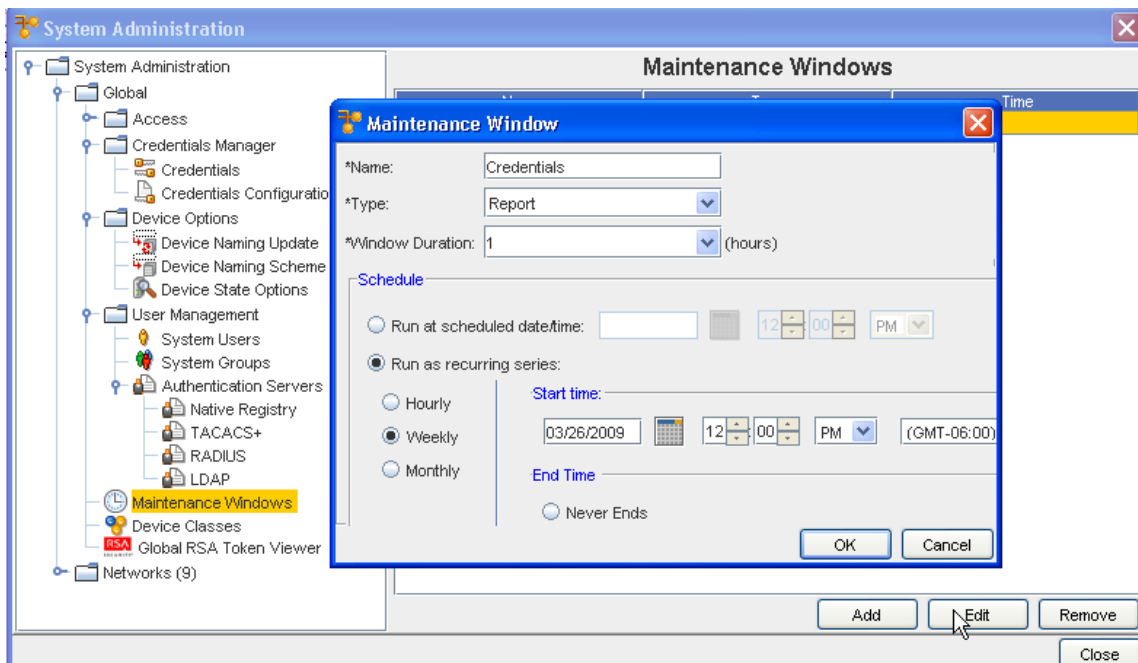 System Administration
System Administration
Global
Access
Credentials Manager
Credentials
Credentials Configuratio
Device Options
Device Naming Update
Device Naming Scheme
Device State Options
User Management
System Users
System Groups
Authentication Servers
Native Registry
TACACS+
RADIUS
LDAP
Maintenance Windows
Device Classes
RSA Global RSA Token Viewer
Networks (9)
Maintenance Windows
Time
Maintenance Window
*Name: Credentials
*Type: Report
*Window Duration: 1 (hours)
Schedule
Run at scheduled date/time: 12 : 00 PM
Run as recurring series:
Hourly
Weekly
Monthly
Start time:
03/26/2009 12 : 00 PM (GMT-06:00)
End Time
Never Ends
OK Cancel
Add Edit Remove
Close